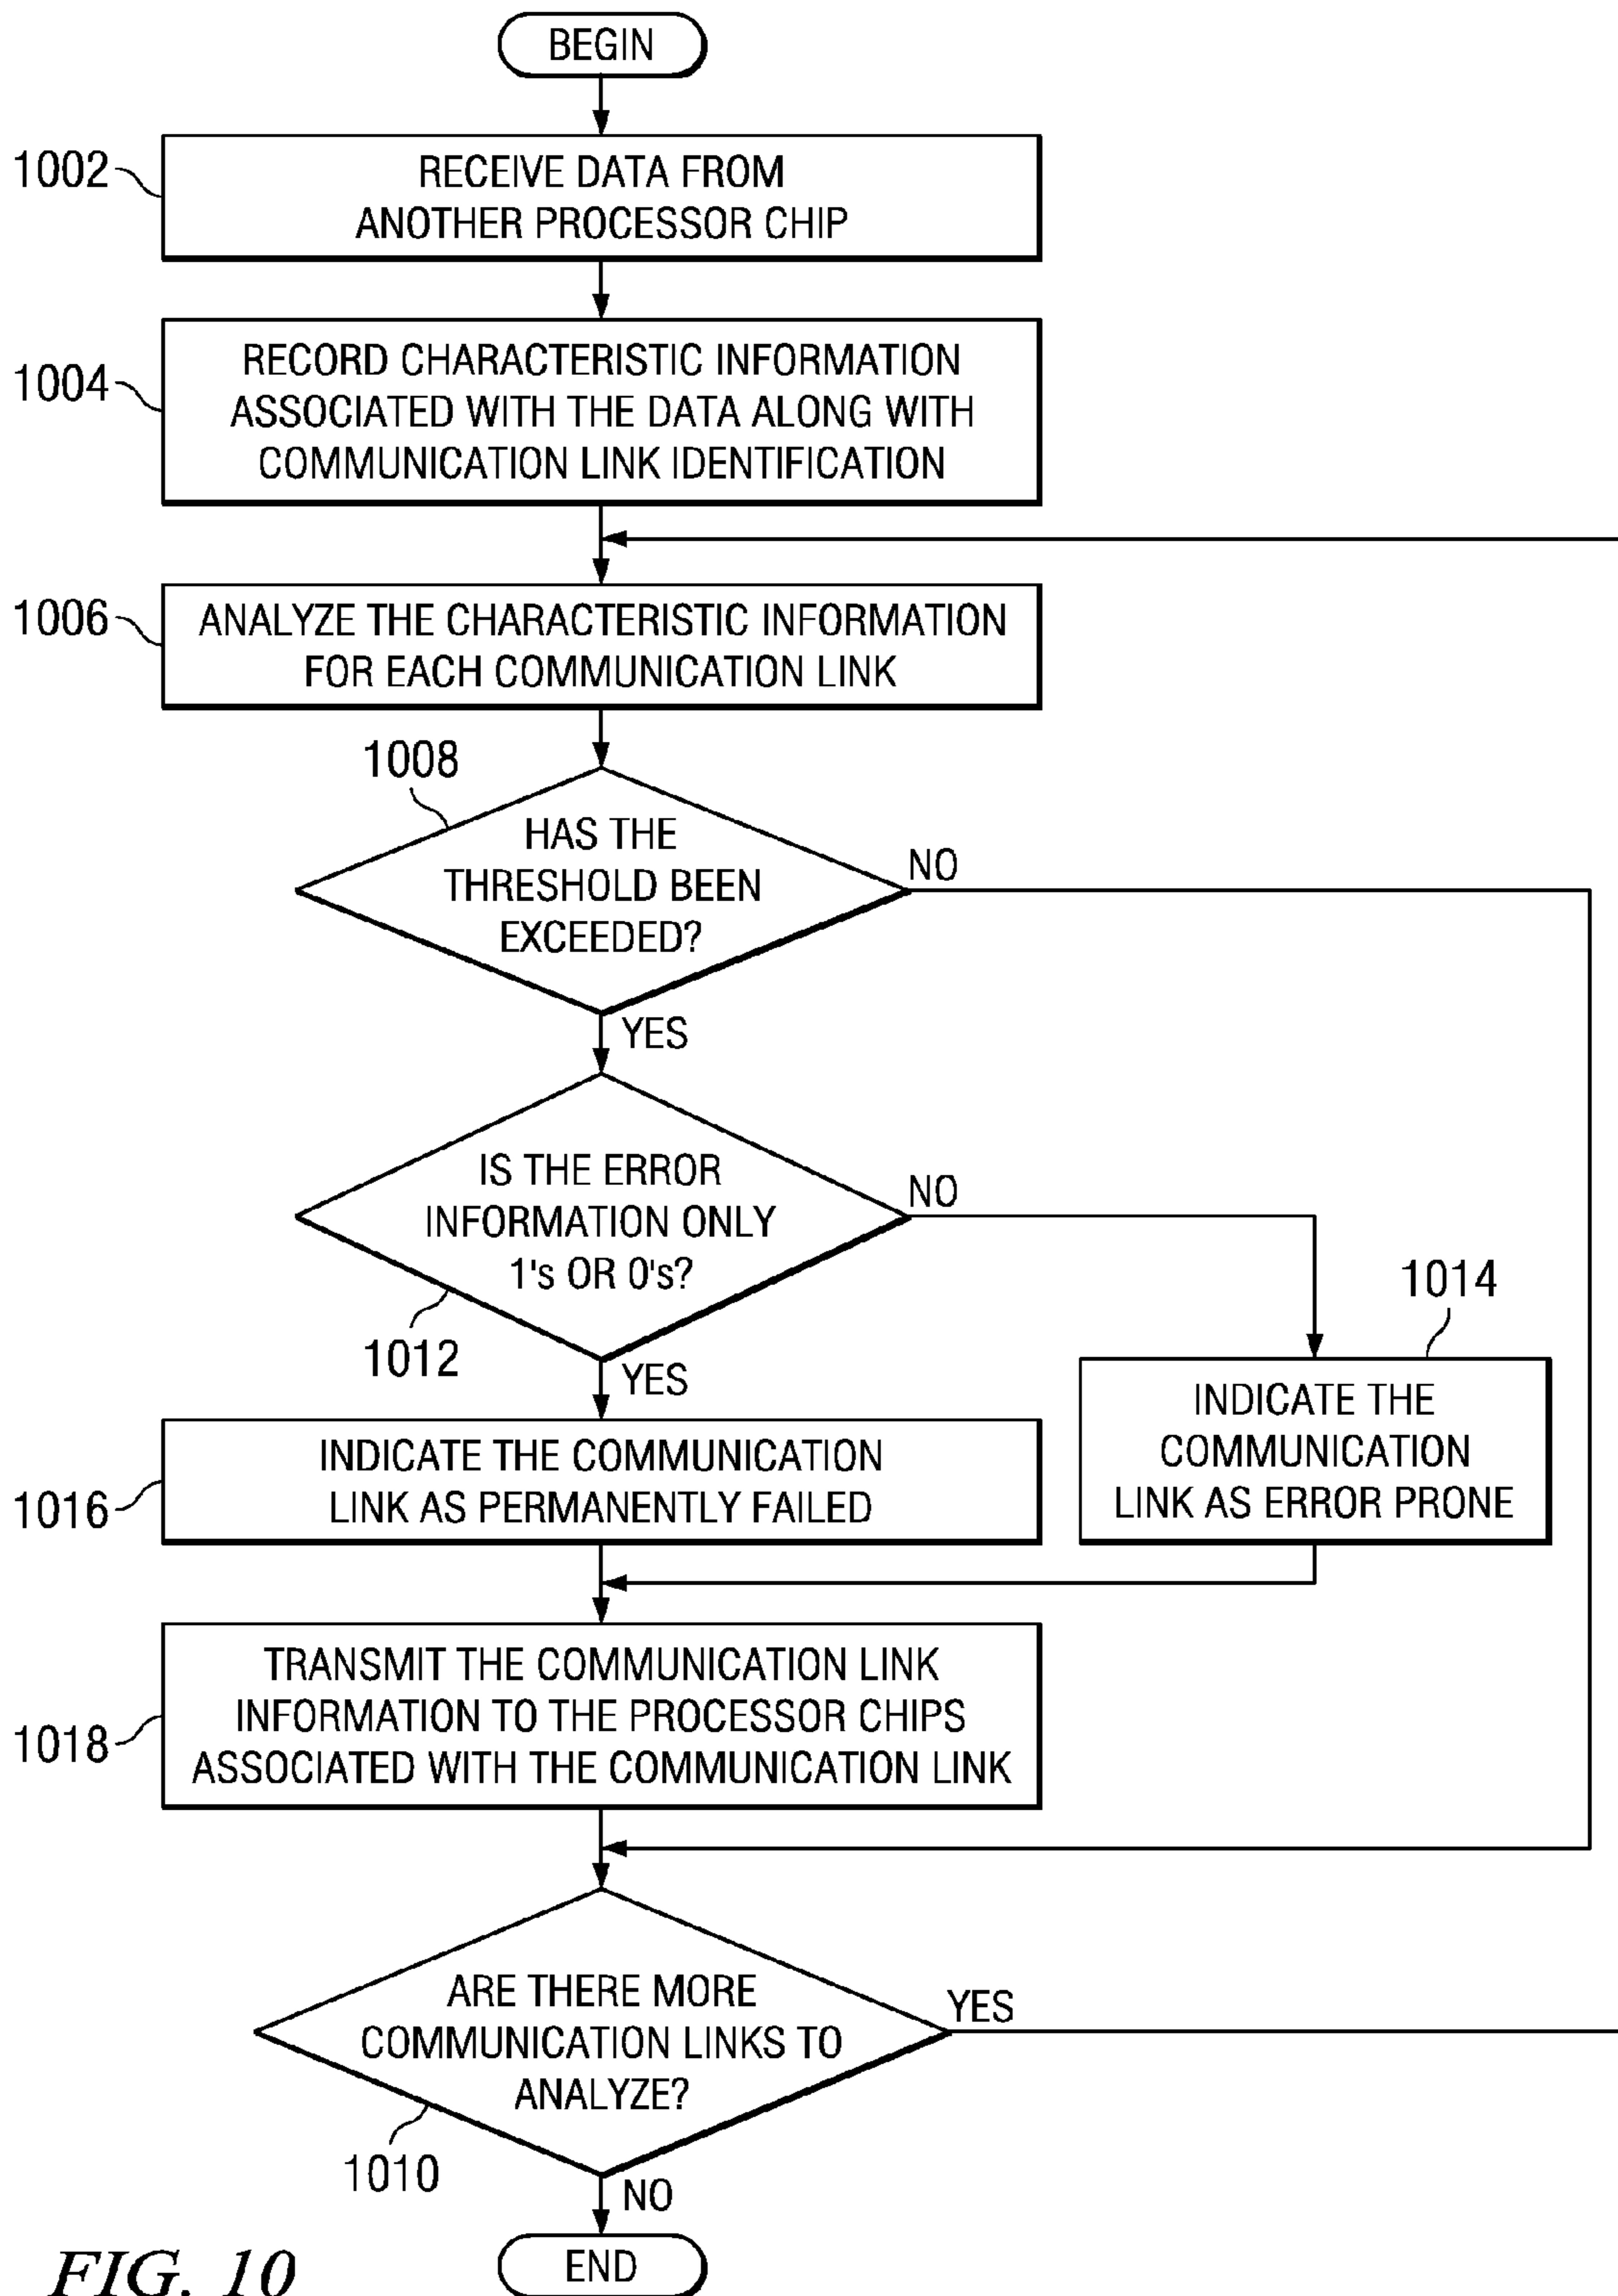 BEGIN
1002
RECEIVE DATA FROM
ANOTHER PROCESSOR CHIP
1004
RECORD CHARACTERISTIC INFORMATION
ASSOCIATED WITH THE DATA ALONG WITH
COMMUNICATION LINK IDENTIFICATION
1006
ANALYZE THE CHARACTERISTIC INFORMATION
FOR EACH COMMUNICATION LINK
1008
HAS THE
THRESHOLD BEEN
EXCEEDED?
NO
YES
IS THE ERROR
INFORMATION ONLY
1's OR 0's?
NO
1012
YES
1014
INDICATE THE
COMMUNICATION
LINK AS ERROR PRONE
1016
INDICATE THE COMMUNICATION
LINK AS PERMANENTLY FAILED
1018
TRANSMIT THE COMMUNICATION LINK
INFORMATION TO THE PROCESSOR CHIPS
ASSOCIATED WITH THE COMMUNICATION LINK
ARE THERE MORE
COMMUNICATION LINKS TO
ANALYZE?
YES
1010
NO
END
FIG. 10